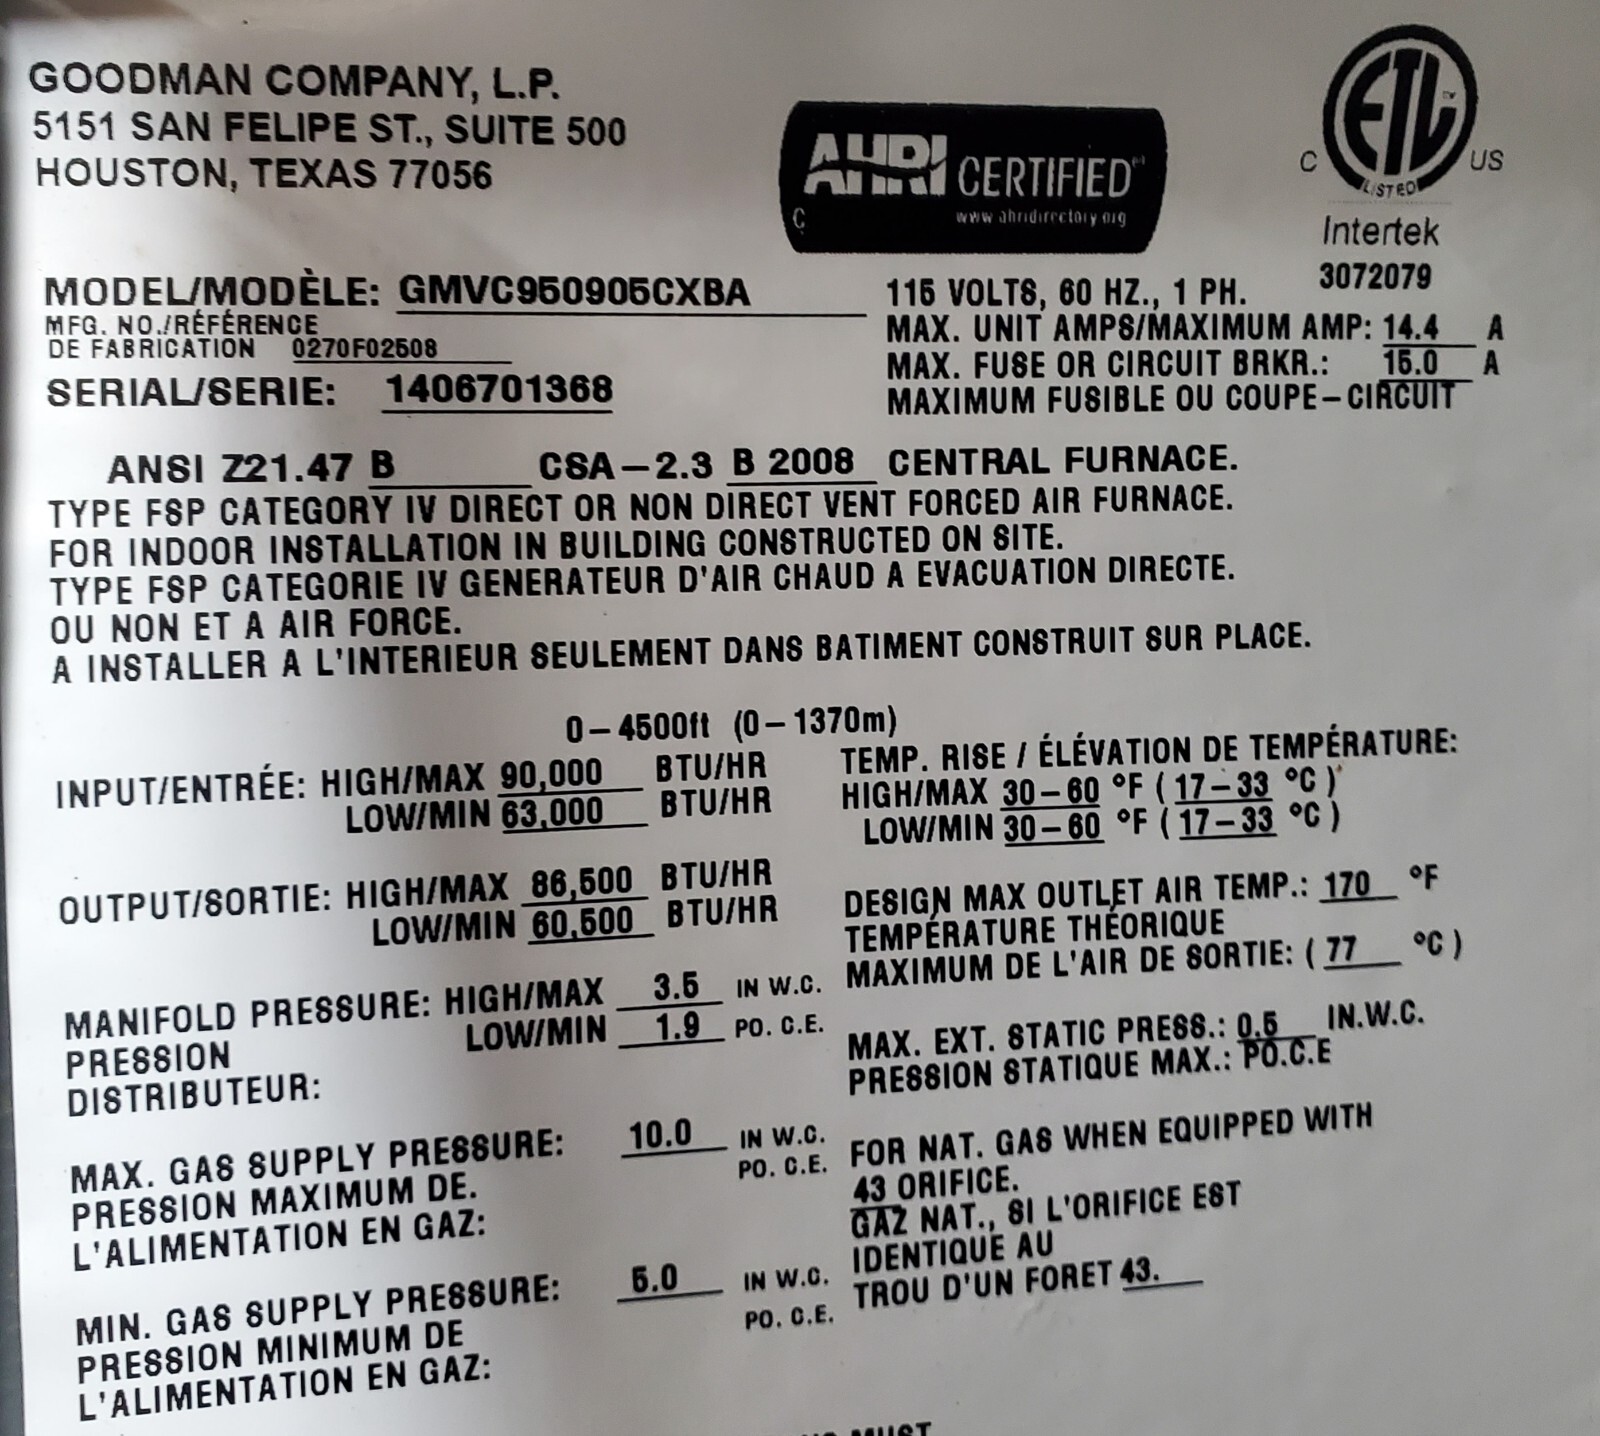 GOODMAN COMPANY, L.P.
5151 SAN FELIPE ST., SUITE 500
HOUSTON, TEXAS 77056
AHRI CERTIFIED
www.ahridirectory.org
C
ETL
LISTED
C US
Intertek
3072079
MODEL/MODÈLE: GMVC950905CXBA
MFG. NO./RÉFÉRENCE
DE FABRICATION 0270F02508
SERIAL/SERIE: 1406701368
115 VOLTS, 60 HZ., 1 PH.
MAX. UNIT AMPS/MAXIMUM AMP: 14.4 A
MAX. FUSE OR CIRCUIT BRKR.: 15.0 A
MAXIMUM FUSIBLE OU COUPE-CIRCUIT
ANSI Z21.47 B CSA-2.3 B 2008 CENTRAL FURNACE.
TYPE FSP CATEGORY IV DIRECT OR NON DIRECT VENT FORCED AIR FURNACE.
FOR INDOOR INSTALLATION IN BUILDING CONSTRUCTED ON SITE.
TYPE FSP CATEGORIE IV GENERATEUR D'AIR CHAUD A EVACUATION DIRECTE.
OU NON ET A AIR FORCE.
A INSTALLER A L'INTERIEUR SEULEMENT DANS BATIMENT CONSTRUIT SUR PLACE.
0-4500ft (0-1370m)
INPUT/ENTRÉE: HIGH/MAX 90,000 BTU/HR
LOW/MIN 63,000 BTU/HR
OUTPUT/SORTIE: HIGH/MAX 86,500 BTU/HR
LOW/MIN 60,500 BTU/HR
MANIFOLD PRESSURE: HIGH/MAX 3.5 IN W.C.
LOW/MIN 1.9 PO. C.E.
PRESSION
DISTRIBUTEUR:
MAX. GAS SUPPLY PRESSURE: 10.0 IN W.C.
PO. C.E.
PRESSION MAXIMUM DE.
L'ALIMENTATION EN GAZ:
MIN. GAS SUPPLY PRESSURE: 5.0 IN W.C.
PO. C.E.
PRESSION MINIMUM DE
L'ALIMENTATION EN GAZ:
TEMP. RISE / ÉLÉVATION DE TEMPÉRATURE:
HIGH/MAX 30-60 °F (17-33 °C)
LOW/MIN 30-60 °F (17-33 °C)
DESIGN MAX OUTLET AIR TEMP.: 170 °F
TEMPÉRATURE THÉORIQUE
MAXIMUM DE L'AIR DE SORTIE: (77 °C)
MAX. EXT. STATIC PRESS.: 0.5 IN.W.C.
PRESSION STATIQUE MAX.: PO.C.E
FOR NAT. GAS WHEN EQUIPPED WITH
43 ORIFICE.
GAZ NAT., SI L'ORIFICE EST
IDENTIQUE AU
TROU D'UN FORET 43.
MUST